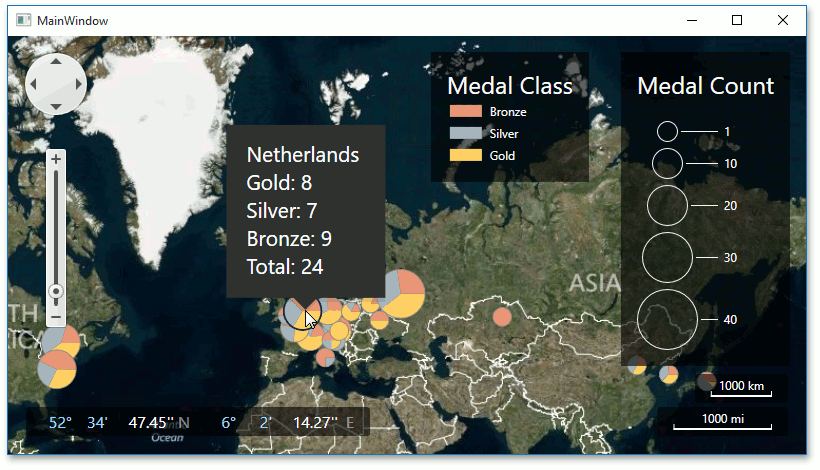 MainWindow
Medal Class
Bronze
Silver
Gold
Medal Count
1
10
20
30
40
Netherlands
Gold: 8
Silver: 7
Bronze: 9
Total: 24
ASIA
TH
1000 km
1000 mi
52° 34' 47.45'' N 6° 2' 14.27'' E
Ocean